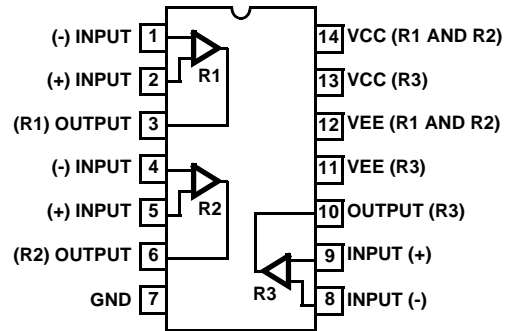 (-) INPUT 1
(+) INPUT 2
(R1) OUTPUT 3
(-) INPUT 4
(+) INPUT 5
(R2) OUTPUT 6
GND 7
R1
R2
R3
14 VCC (R1 AND R2)
13 VCC (R3)
12 VEE (R1 AND R2)
11 VEE (R3)
10 OUTPUT (R3)
9 INPUT (+)
8 INPUT (-)